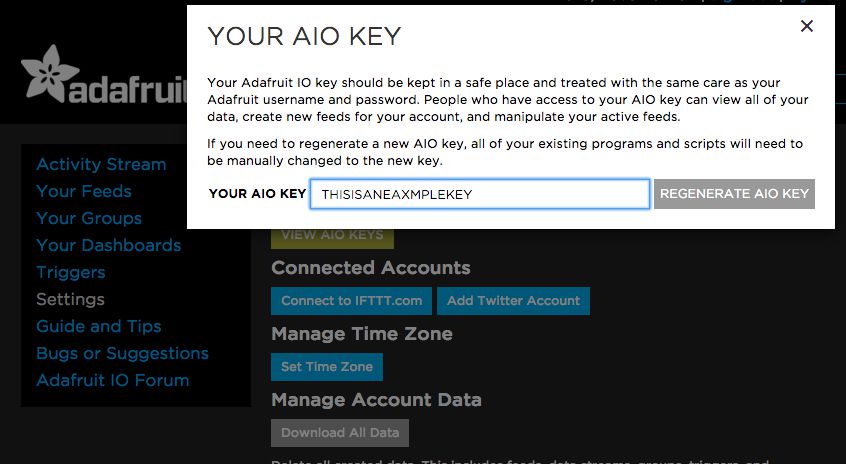 YOUR AIO KEY
Your Adafruit IO key should be kept in a safe place and treated with the same care as your
Adafruit username and password. People who have access to your AIO key can view all of your
data, create new feeds for your account, and manipulate your active feeds.
If you need to regenerate a new AIO key, all of your existing programs and scripts will need to
be manually changed to the new key.
YOUR AIO KEY THISISANEAXMPLEKEY REGENERATE AIO KEY
adafruit
Activity Stream
Your Feeds
Your Groups
Your Dashboards
Triggers
Settings
Guide and Tips
Bugs or Suggestions
Adafruit IO Forum
VIEW AIO KEYS
Connected Accounts
Connect to IFTTT.com Add Twitter Account
Manage Time Zone
Set Time Zone
Manage Account Data
Download All Data